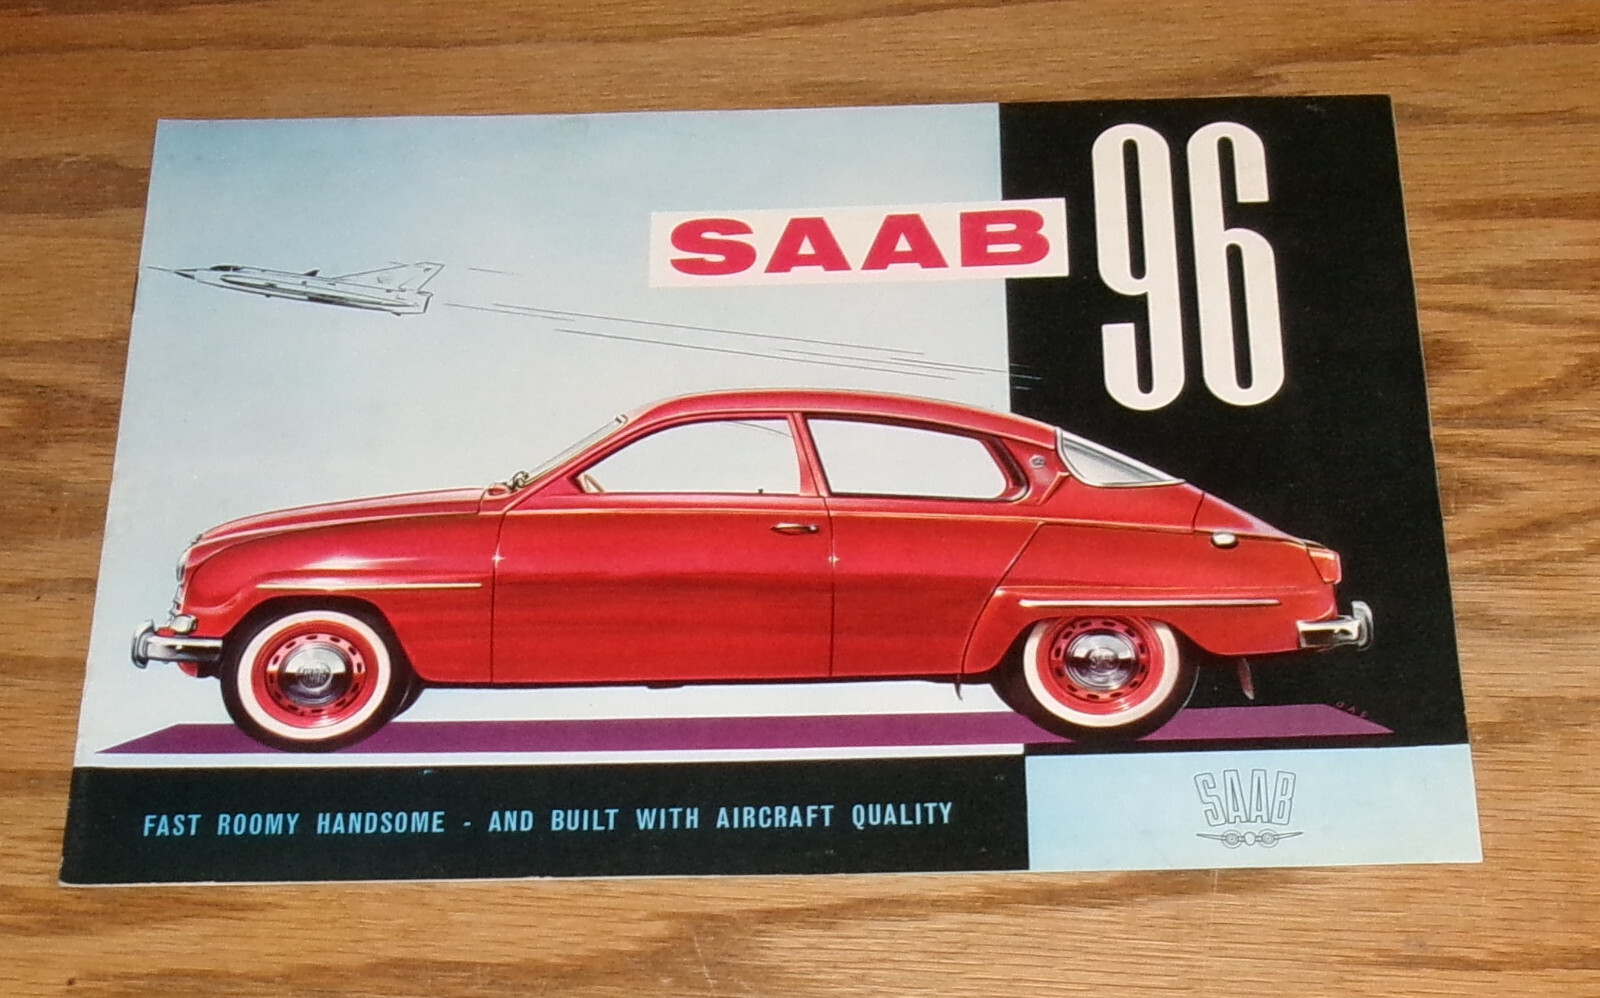 SAAB
96
FAST ROOMY HANDSOME - AND BUILT WITH AIRCRAFT QUALITY
SAAB